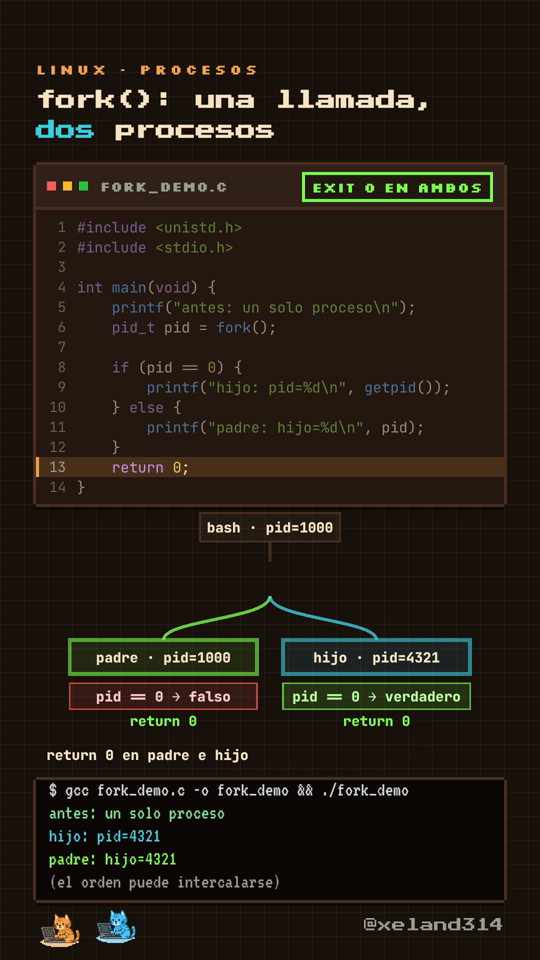 LINUX · PROCESOS
fork(): una llamada,
dos procesos
FORK_DEMO.C
EXIT 0 EN AMBOS
1 #include <unistd.h>
2 #include <stdio.h>
3
4 int main(void) {
5     printf("antes: un solo proceso\n");
6     pid_t pid = fork();
7
8     if (pid == 0) {
9         printf("hijo: pid=%d\n", getpid());
10     } else {
11         printf("padre: hijo=%d\n", pid);
12     }
13     return 0;
14 }
bash · pid=1000
padre · pid=1000
hijo · pid=4321
pid == 0 → falso
pid == 0 → verdadero
return 0
return 0
return 0 en padre e hijo
$ gcc fork_demo.c -o fork_demo && ./fork_demo
antes: un solo proceso
hijo: pid=4321
padre: hijo=4321
(el orden puede intercalarse)
@xeland314